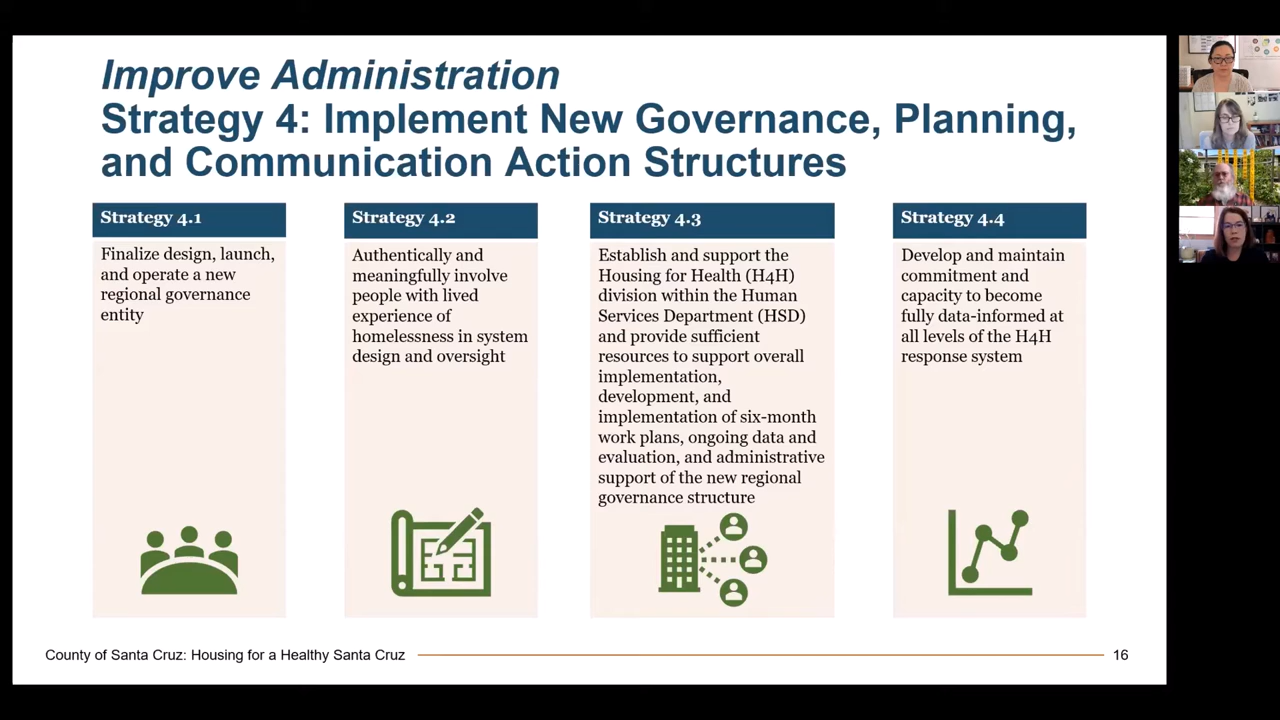 Improve Administration
Strategy 4: Implement New Governance, Planning,
and Communication Action Structures
Strategy 4.1
Finalize design, launch,
and operate a new
regional governance
entity
Strategy 4.2
Authentically and
meaningfully involve
people with lived
experience of
homelessness in system
design and oversight
Strategy 4.3
Establish and support the
Housing for Health (H4H)
division within the Human
Services Department (HSD)
and provide sufficient
resources to support overall
implementation,
development, and
implementation of six-month
work plans, ongoing data and
evaluation, and administrative
support of the new regional
governance structure
Strategy 4.4
Develop and maintain
commitment and
capacity to become
fully data-informed at
all levels of the H4H
response system
County of Santa Cruz: Housing for a Healthy Santa Cruz
16